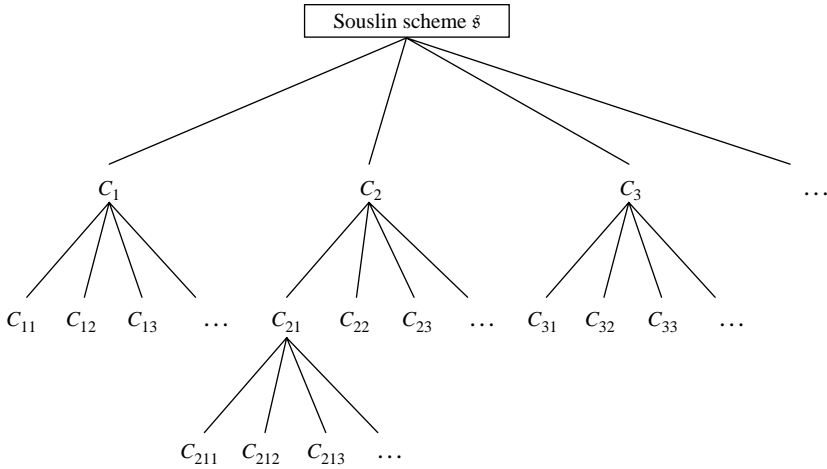 Souslin scheme 𝔰̂
C₁ C₂ C₃ …
C₁₁ C₁₂ C₁₃ … C₂₁ C₂₂ C₂₃ … C₃₁ C₃₂ C₃₃ …
C₂₁₁ C₂₁₂ C₂₁₃ …